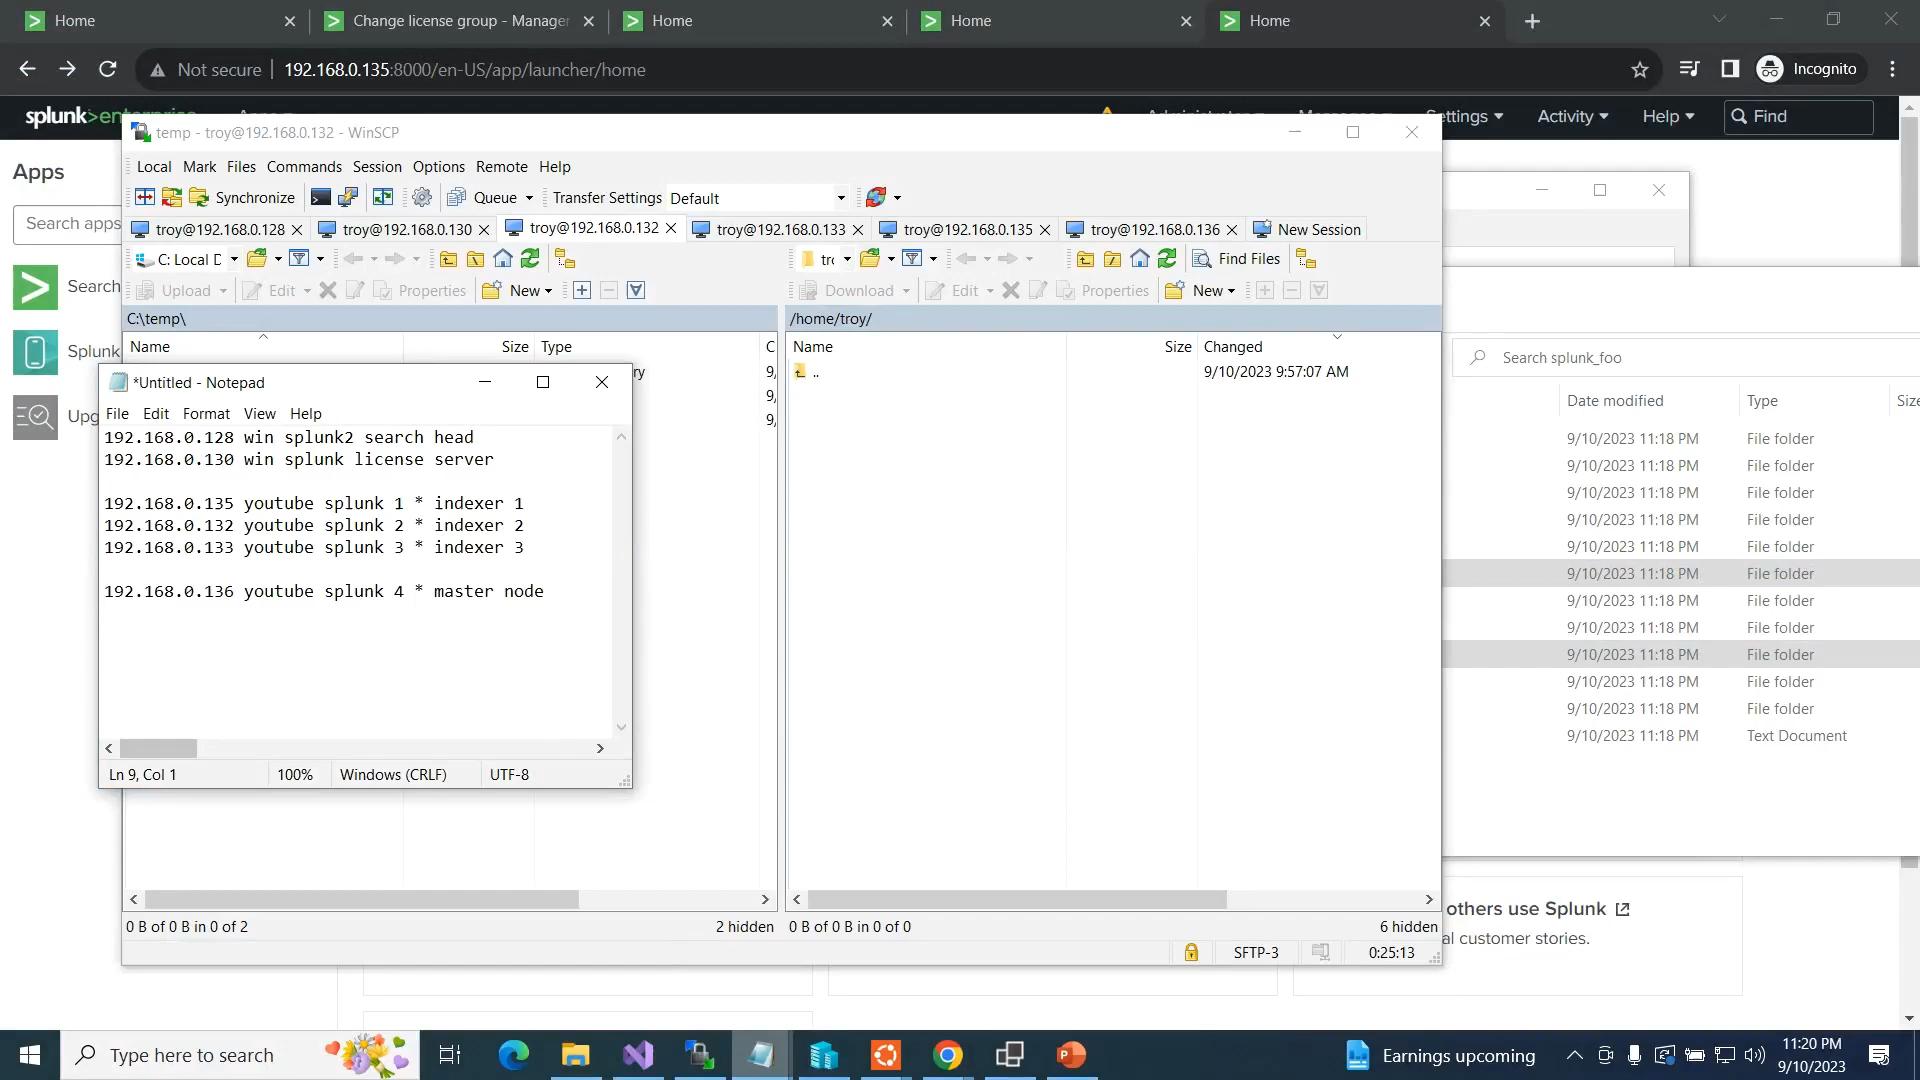 Home
Change license group - Manager
Home
Home
Home
Not secure
192.168.0.135:8000/en-US/app/launcher/home
Incognito
splunk>enterprise
Settings
Activity
Help
Find
Apps
Search apps
Search
Splunk
Upg
temp - troy@192.168.0.132 - WinSCP
Local Mark Files Commands Session Options Remote Help
Synchronize
Queue
Transfer Settings Default
troy@192.168.0.128
troy@192.168.0.130
troy@192.168.0.132
troy@192.168.0.133
troy@192.168.0.135
troy@192.168.0.136
New Session
C: Local D
tro
Find Files
Upload Edit Properties New
Download Edit Properties New
C:\temp\
/home/troy/
Name Size Type C
Name Size Changed
ry
9/
9/
9/
.. 9/10/2023 9:57:07 AM
*Untitled - Notepad
File Edit Format View Help
192.168.0.128 win splunk2 search head
192.168.0.130 win splunk license server
192.168.0.135 youtube splunk 1 * indexer 1
192.168.0.132 youtube splunk 2 * indexer 2
192.168.0.133 youtube splunk 3 * indexer 3
192.168.0.136 youtube splunk 4 * master node
Ln 9, Col 1
100%
Windows (CRLF)
UTF-8
0 B of 0 B in 0 of 2
2 hidden
0 B of 0 B in 0 of 0
6 hidden
SFTP-3
0:25:13
Search splunk_foo
Date modified Type Size
9/10/2023 11:18 PM File folder
9/10/2023 11:18 PM File folder
9/10/2023 11:18 PM File folder
9/10/2023 11:18 PM File folder
9/10/2023 11:18 PM File folder
9/10/2023 11:18 PM File folder
9/10/2023 11:18 PM File folder
9/10/2023 11:18 PM File folder
9/10/2023 11:18 PM File folder
9/10/2023 11:18 PM File folder
9/10/2023 11:18 PM File folder
9/10/2023 11:18 PM Text Document
others use Splunk
al customer stories.
Type here to search
Earnings upcoming
11:20 PM
9/10/2023